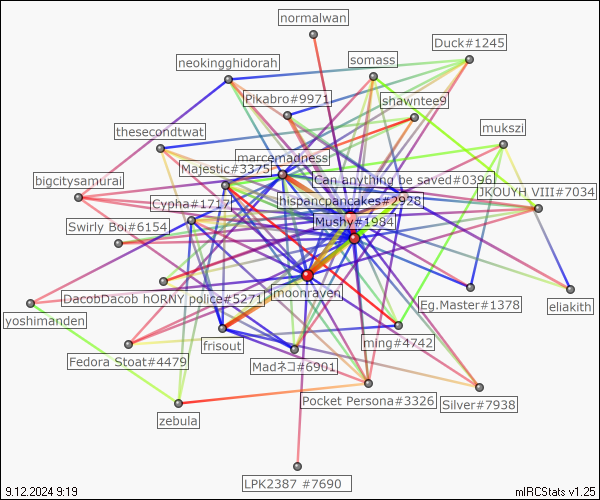 normalwan
Duck#1245
somass
neokingghidorah
Pikabro#9971
shawntee9
mukszi
thesecondtwat
marcemadness
Majestic#3375
Can anything be saved#0396
bigcitysamurai
JKOUYH VIII#7034
hispancpancakes#2928
Cypha#1717
Mushy#1984
Swirly Boi#6154
moonraven
DacobDacob hORNY police#5271
Eg.Master#1378
eliakith
yoshimanden
ming#4742
frisout
Fedora Stoat#4479
Madネコ#6901
Pocket Persona#3326
Silver#7938
zebula
LPK2387 #7690
9.12.2024 9:19
mIRCStats v1.25